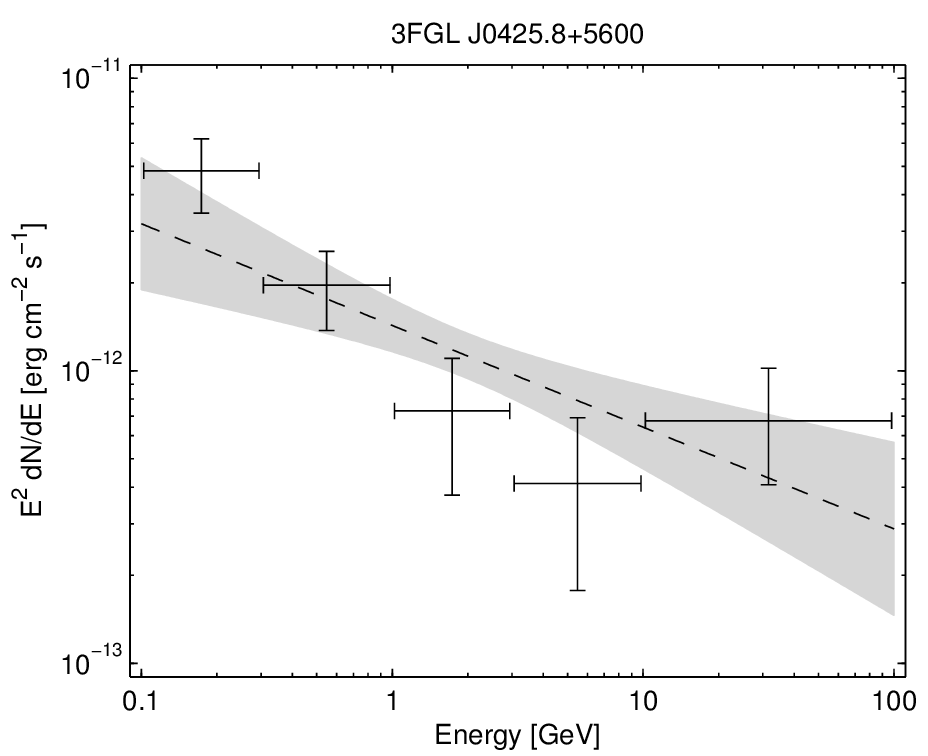 3FGL J0425.8+5600
10⁻¹¹
10⁻¹²
10⁻¹³
E² dN/dE [erg cm⁻² s⁻¹]
0.1 1 10 100
Energy [GeV]